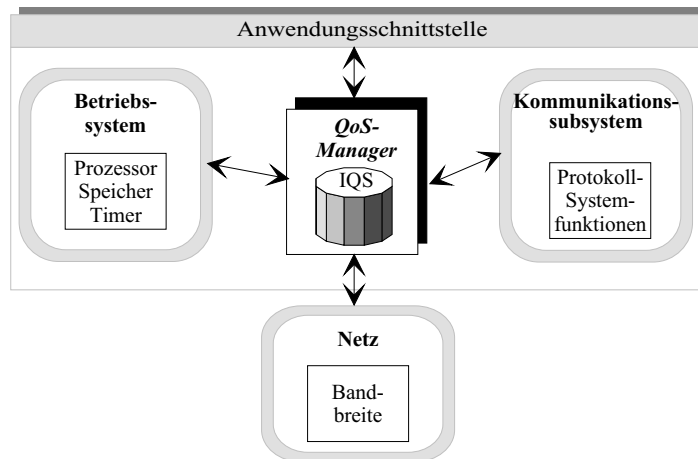 Anwendungsschnittstelle
Betriebs-
system
Prozessor
Speicher
Timer
QoS-
Manager
IQS
Kommunikations-
subsystem
Protokoll-
System-
funktionen
Netz
Band-
breite